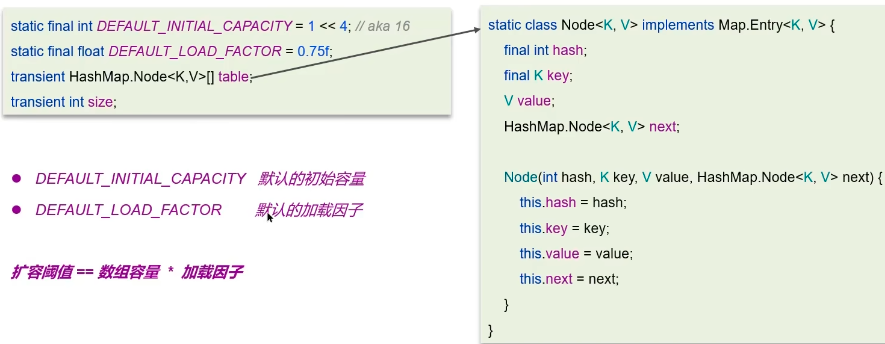 static final int DEFAULT_INITIAL_CAPACITY = 1 << 4; // aka 16
static final float DEFAULT_LOAD_FACTOR = 0.75f;
transient HashMap.Node<K,V>[] table;
transient int size;
● DEFAULT_INITIAL_CAPACITY 默认的初始容量
● DEFAULT_LOAD_FACTOR 默认的加载因子
扩容阈值 == 数组容量 * 加载因子
static class Node<K, V> implements Map.Entry<K, V> {
final int hash;
final K key;
V value;
HashMap.Node<K, V> next;
Node(int hash, K key, V value, HashMap.Node<K, V> next) {
this.hash = hash;
this.key = key;
this.value = value;
this.next = next;
}
}